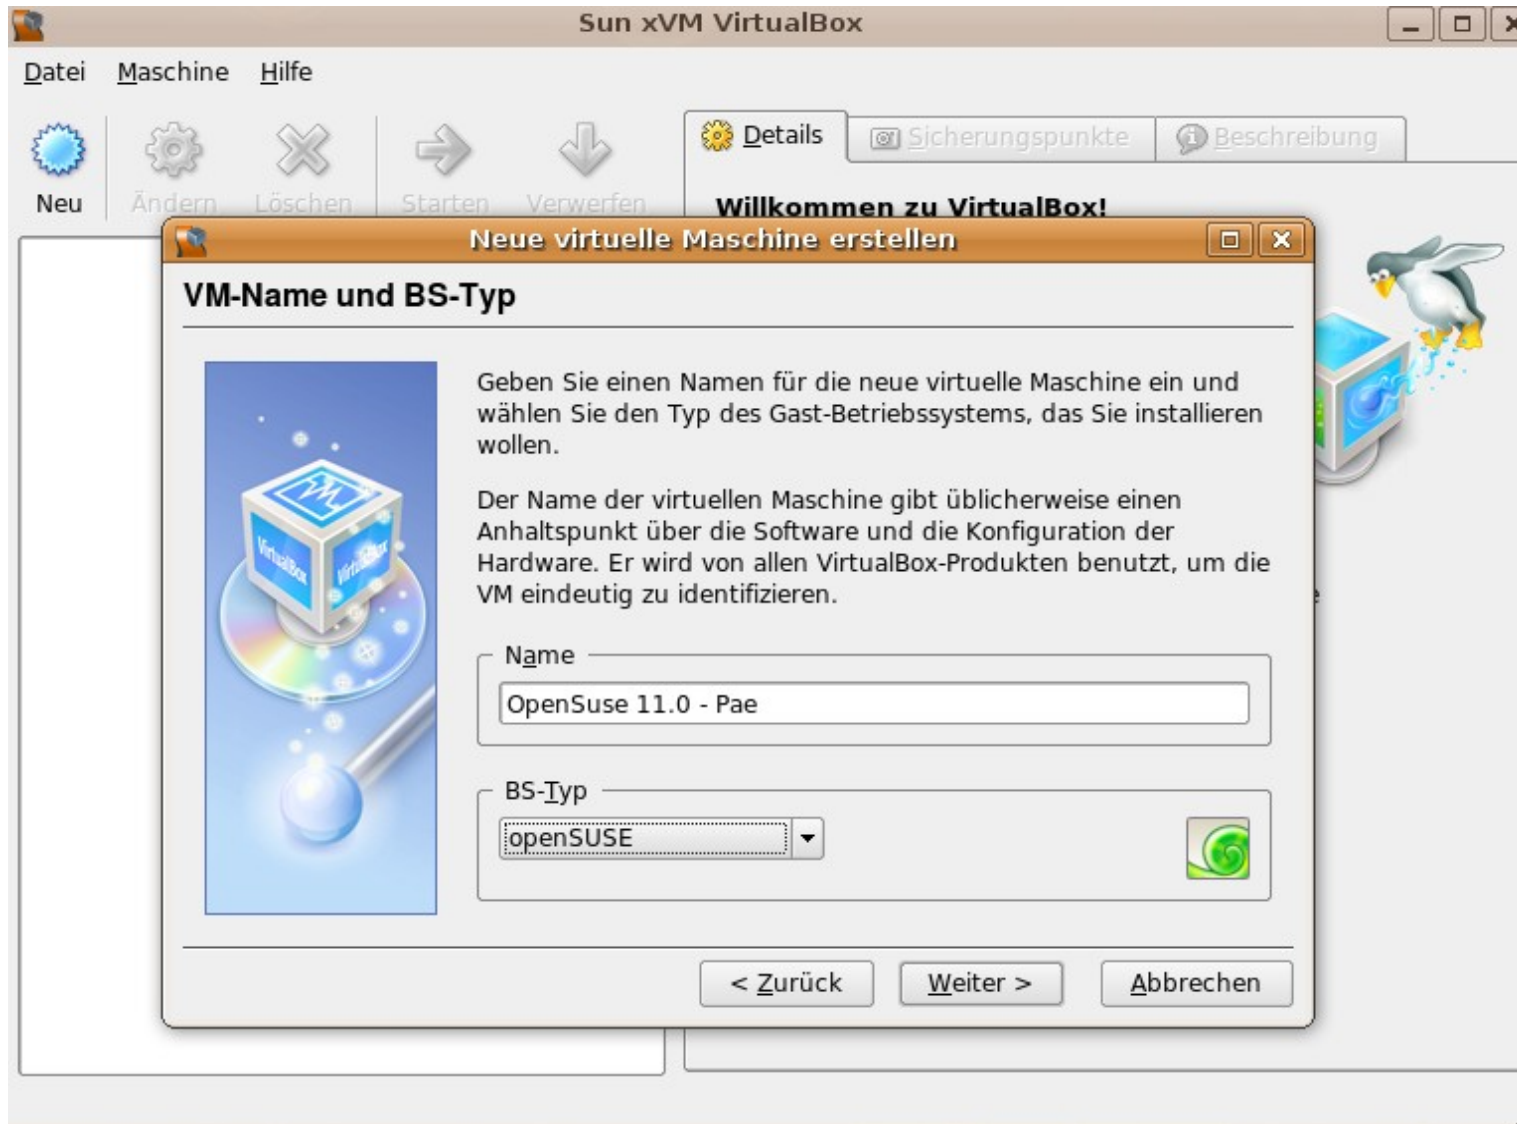 Sun xVM VirtualBox
Datei Maschine Hilfe
Neu Ändern Löschen Starten Verwerfen
Details Sicherungspunkte Beschreibung
Willkommen zu VirtualBox!
Neue virtuelle Maschine erstellen
VM-Name und BS-Typ
Geben Sie einen Namen für die neue virtuelle Maschine ein und
wählen Sie den Typ des Gast-Betriebssystems, das Sie installieren
wollen.
Der Name der virtuellen Maschine gibt üblicherweise einen
Anhaltspunkt über die Software und die Konfiguration der
Hardware. Er wird von allen VirtualBox-Produkten benutzt, um die
VM eindeutig zu identifizieren.
VirtualBox VirtualBox
Name
OpenSuse 11.0 - Pae
BS-Typ
openSUSE
< Zurück Weiter > Abbrechen